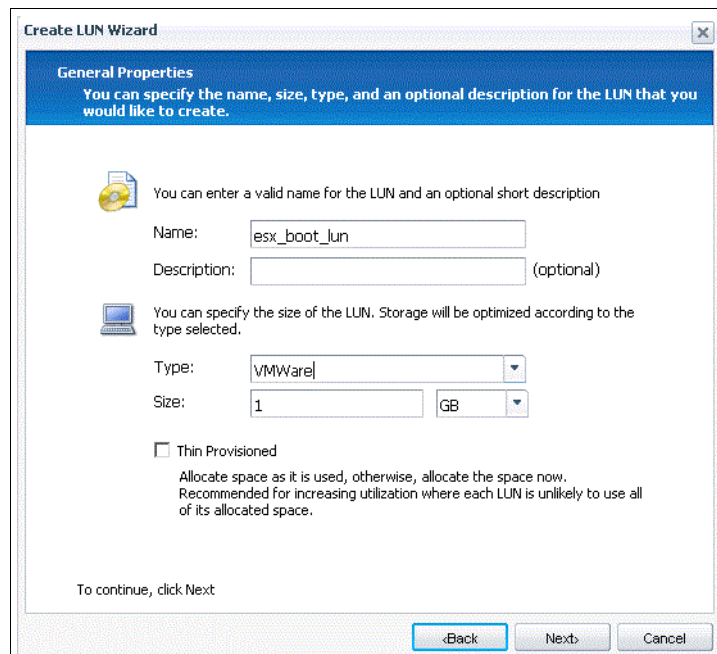 Create LUN Wizard
General Properties
You can specify the name, size, type, and an optional description for the LUN that you
would like to create.
You can enter a valid name for the LUN and an optional short description
Name:
esx_boot_lun
Description:
(optional)
You can specify the size of the LUN. Storage will be optimized according to the
type selected.
Type:
VMWare
Size:
1
GB
Thin Provisioned
Allocate space as it is used, otherwise, allocate the space now.
Recommended for increasing utilization where each LUN is unlikely to use all
of its allocated space.
To continue, click Next
‹Back
Next›
Cancel